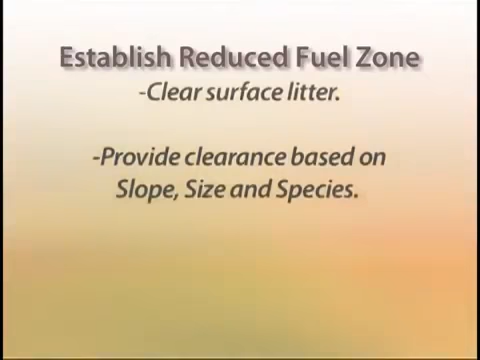 Establish Reduced Fuel Zone
-Clear surface litter.
-Provide clearance based on
Slope, Size and Species.